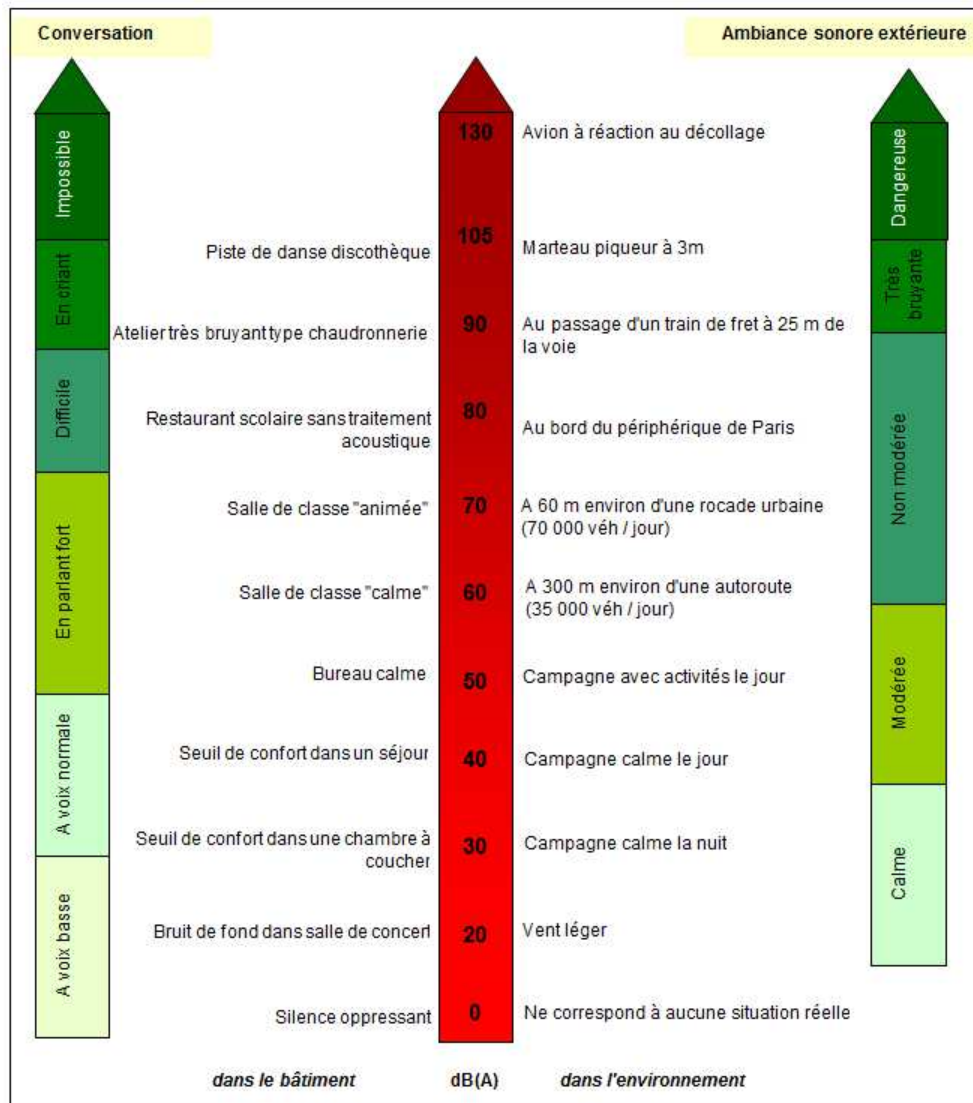 Conversation
Ambiance sonore extérieure
Impossible
En criant
Difficile
En parlant fort
A voix normale
A voix basse
130
Avion à réaction au décollage
105
Piste de danse discothèque
Marteau piqueur à 3m
90
Atelier très bruyant type chaudronnerie
Au passage d'un train de fret à 25 m de
la voie
80
Restaurant scolaire sans traitement
acoustique
Au bord du périphérique de Paris
70
Salle de classe "animée"
A 60 m environ d'une rocade urbaine
(70 000 véh / jour)
60
Salle de classe "calme"
A 300 m environ d'une autoroute
(35 000 véh / jour)
50
Bureau calme
Campagne avec activités le jour
40
Seuil de confort dans un séjour
Campagne calme le jour
30
Seuil de confort dans une chambre à
coucher
Campagne calme la nuit
20
Bruit de fond dans salle de concert
Vent léger
0
Silence oppressant
Ne correspond à aucune situation réelle
Dangereuse
Très
bruyante
Non modérée
Modérée
Calme
dans le bâtiment
dB(A)
dans l'environnement